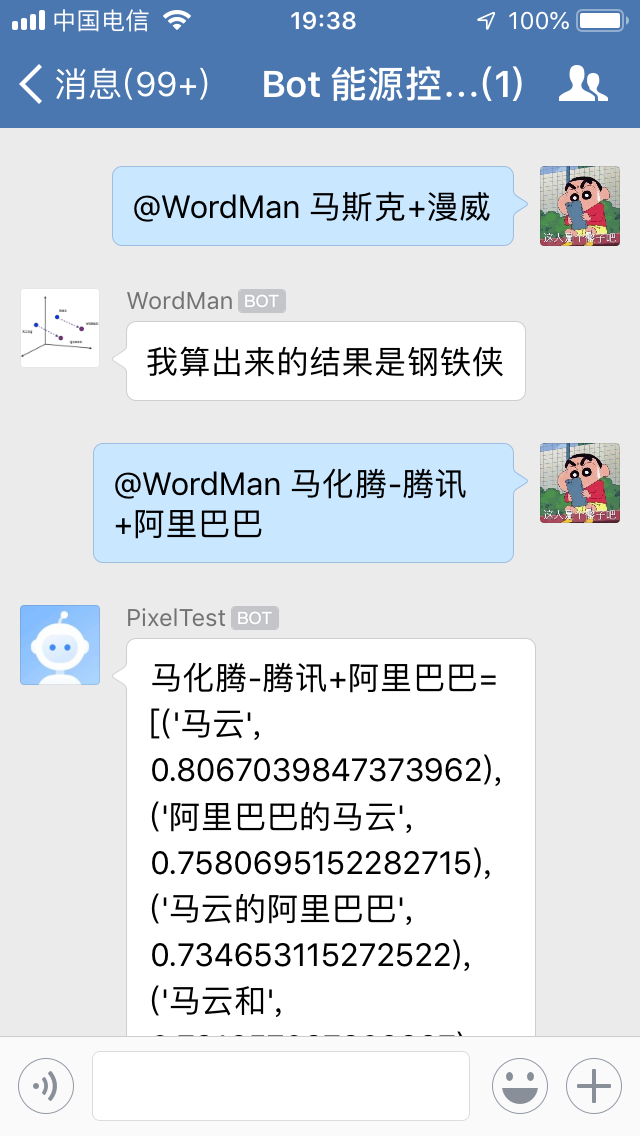 中国电信 19:38 100%
消息(99+) Bot 能源控...(1)
@WordMan 马斯克+漫威
这人是个傻子吧
WordMan BOT
man
woman
king
queen
我算出来的结果是钢铁侠
@WordMan 马化腾-腾讯
+阿里巴巴
这人是个傻子吧
PixelTest BOT
马化腾-腾讯+阿里巴巴=
[('马云',
0.8067039847373962),
('阿里巴巴的马云',
0.7580695152282715),
('马云的阿里巴巴',
0.734653115272522),
('马云和',